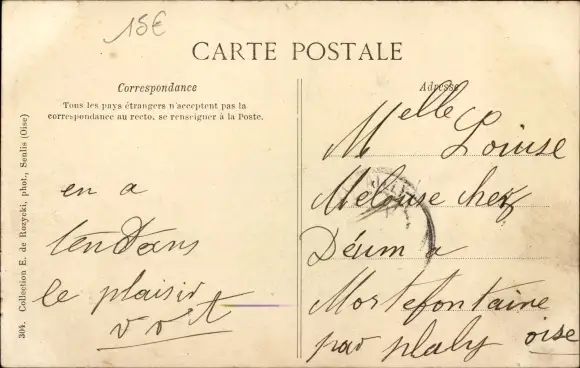 15€
CARTE POSTALE
Correspondance
Tous les pays étrangers n'acceptent pas la
correspondance au recto, se renseigner à la Poste.
Adresse
304. Collection E. de Rozycki, phot., Senlis (Oise)
en a
tendans
le plaisir
v v t
Melle Louise
Melouse chez
Déum a
Mortefontaine
par plaly oise